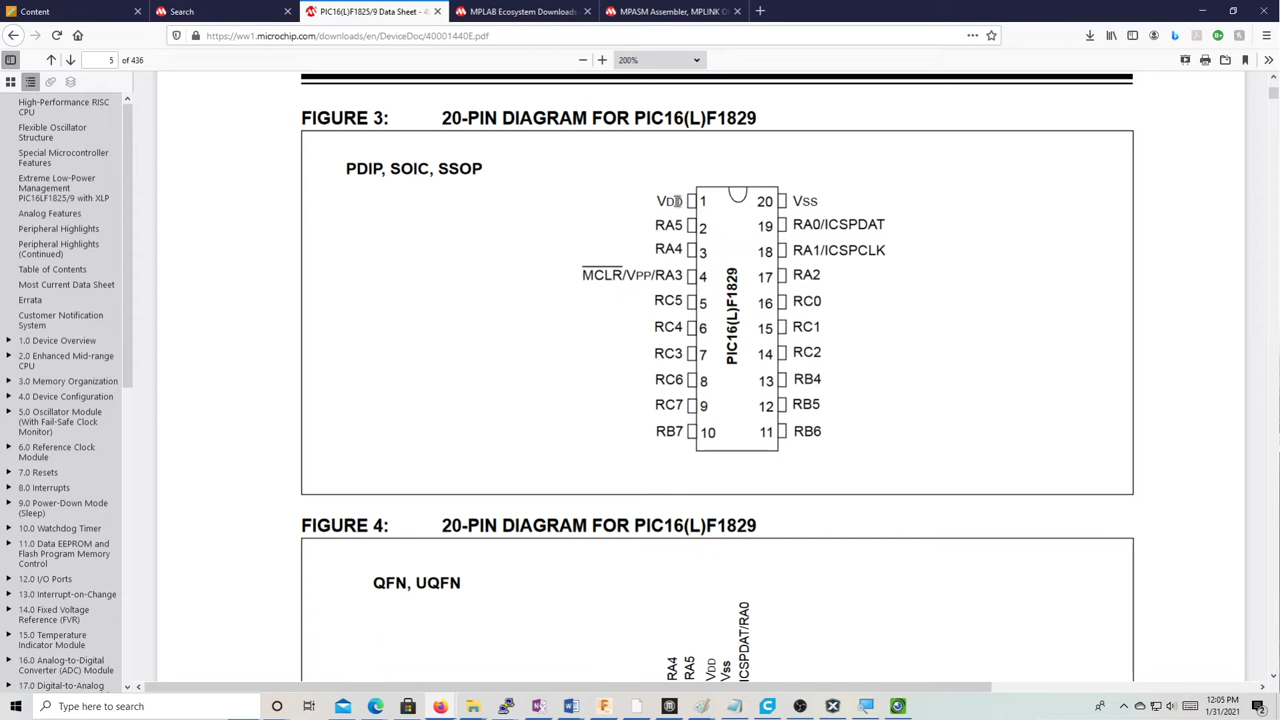 Content
Search
PIC16(L)F1825/9 Data Sheet - 40
MPLAB Ecosystem Downloads
MPASM Assembler, MPLINK O
https://ww1.microchip.com/downloads/en/DeviceDoc/40001440E.pdf
5 of 436
200%
High-Performance RISC
CPU
Flexible Oscillator
Structure
Special Microcontroller
Features
Extreme Low-Power
Management
PIC16LF1825/9 with XLP
Analog Features
Peripheral Highlights
Peripheral Highlights
(Continued)
Table of Contents
Most Current Data Sheet
Errata
Customer Notification
System
1.0 Device Overview
2.0 Enhanced Mid-range
CPU
3.0 Memory Organization
4.0 Device Configuration
5.0 Oscillator Module
(With Fail-Safe Clock
Monitor)
6.0 Reference Clock
Module
7.0 Resets
8.0 Interrupts
9.0 Power-Down Mode
(Sleep)
10.0 Watchdog Timer
11.0 Data EEPROM and
Flash Program Memory
Control
12.0 I/O Ports
13.0 Interrupt-on-Change
14.0 Fixed Voltage
Reference (FVR)
15.0 Temperature
Indicator Module
16.0 Analog-to-Digital
Converter (ADC) Module
17.0 Digital-to-Analog
FIGURE 3: 20-PIN DIAGRAM FOR PIC16(L)F1829
PDIP, SOIC, SSOP
VDD 1 20 VSS
RA5 2 19 RA0/ICSPDAT
RA4 3 18 RA1/ICSPCLK
MCLR/VPP/RA3 4 17 RA2
RC5 5 16 RC0
RC4 6 15 RC1
RC3 7 14 RC2
RC6 8 13 RB4
RC7 9 12 RB5
RB7 10 11 RB6
PIC16(L)F1829
FIGURE 4: 20-PIN DIAGRAM FOR PIC16(L)F1829
QFN, UQFN
RA4
RA5
VDD
Vss
ICSPDAT/RA0
Type here to search
12:05 PM
1/31/2021
2